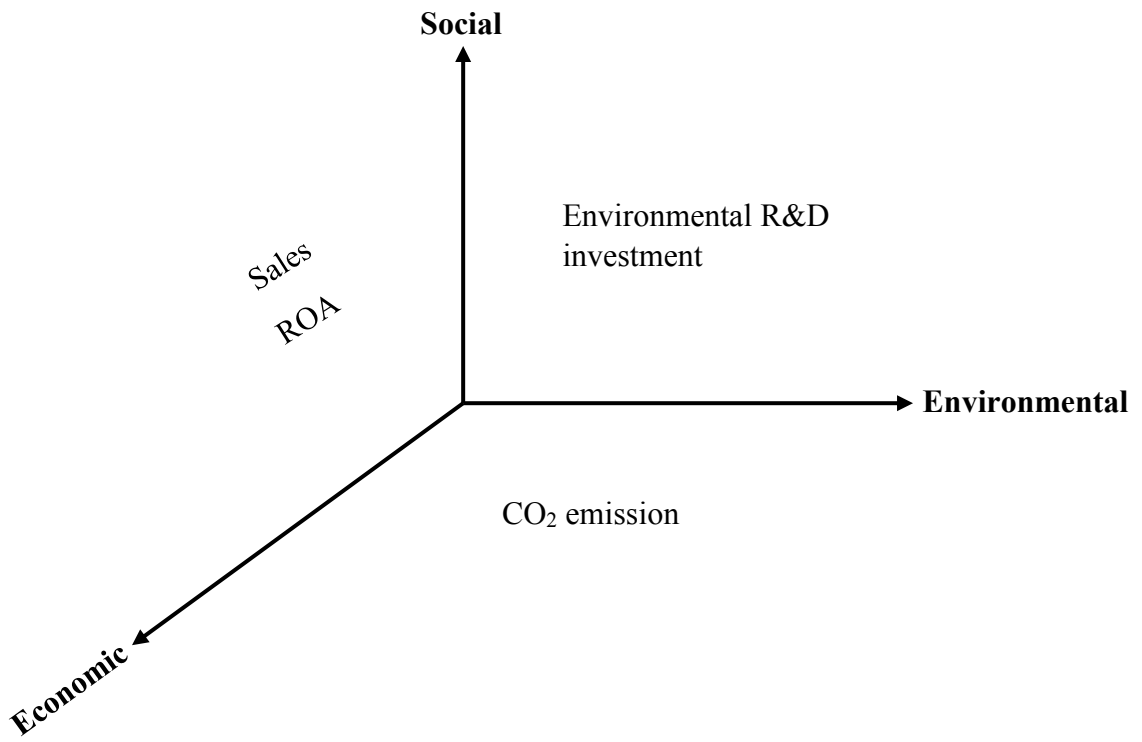 Social
Environmental R&D
investment
Sales
ROA
Environmental
CO₂ emission
Economic